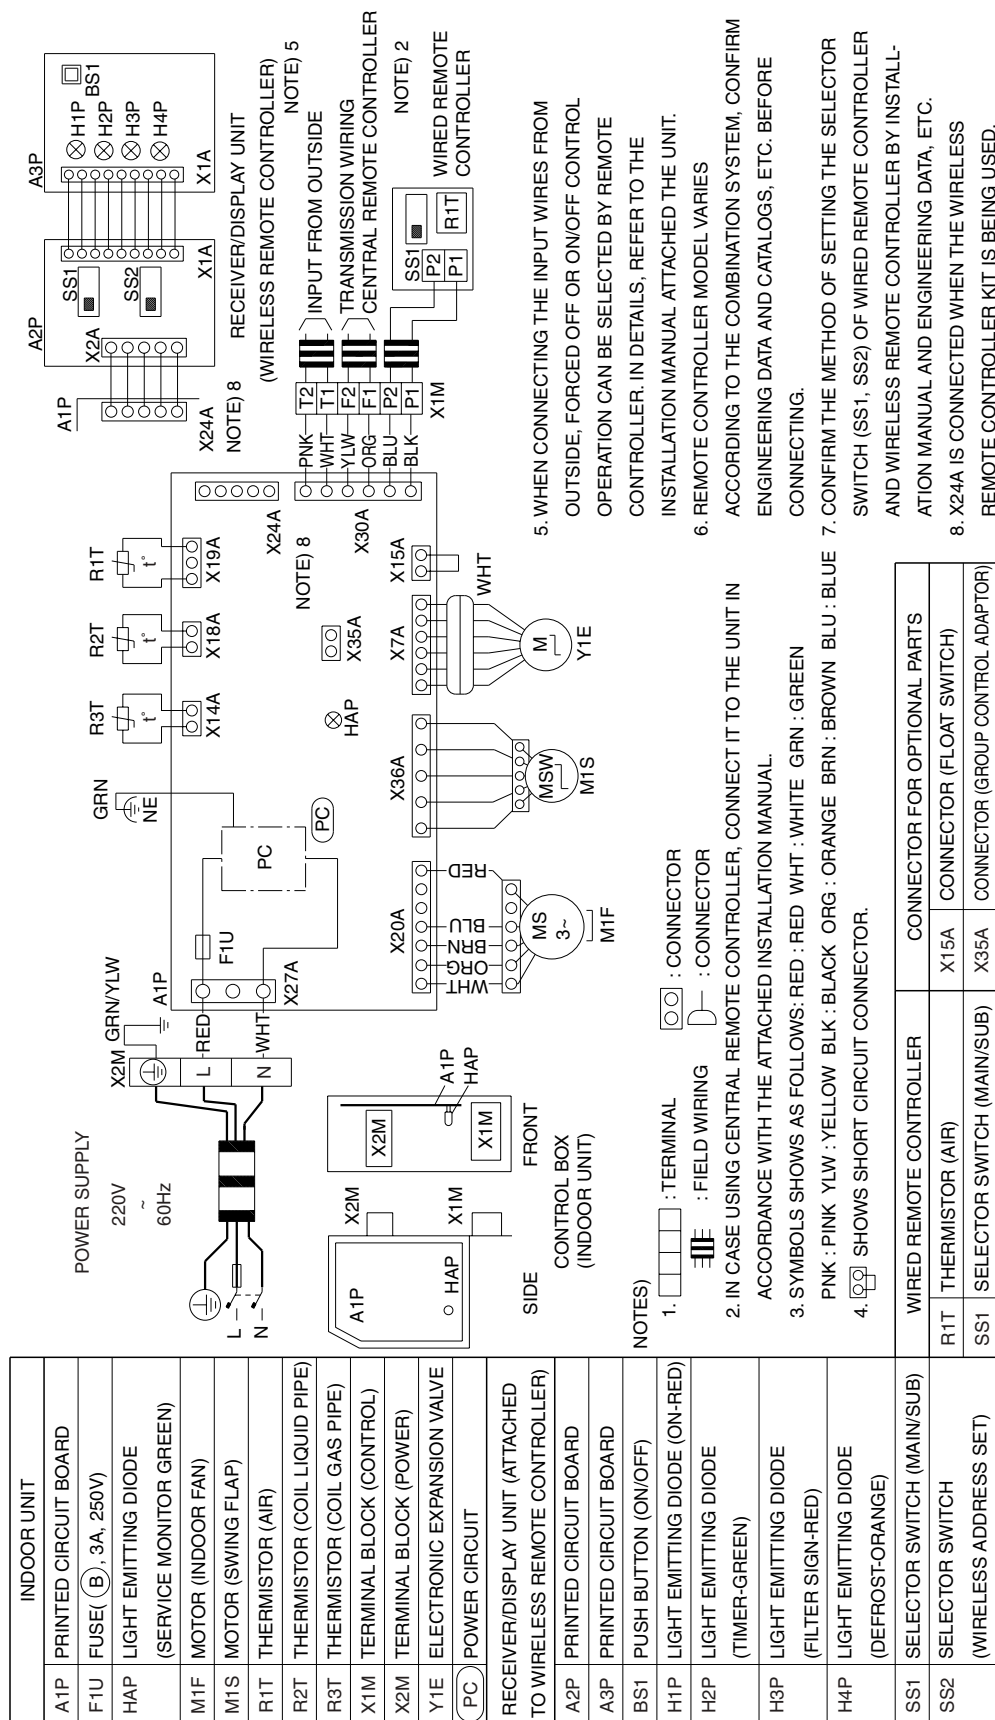 INDOOR UNIT
A1P PRINTED CIRCUIT BOARD
F1U FUSE( B , 3A, 250V)
HAP LIGHT EMITTING DIODE
(SERVICE MONITOR GREEN)
M1F MOTOR (INDOOR FAN)
M1S MOTOR (SWING FLAP)
R1T THERMISTOR (AIR)
R2T THERMISTOR (COIL LIQUID PIPE)
R3T THERMISTOR (COIL GAS PIPE)
X1M TERMINAL BLOCK (CONTROL)
X2M TERMINAL BLOCK (POWER)
Y1E ELECTRONIC EXPANSION VALVE
PC POWER CIRCUIT
RECEIVER/DISPLAY UNIT (ATTACHED
TO WIRELESS REMOTE CONTROLLER)
A2P PRINTED CIRCUIT BOARD
A3P PRINTED CIRCUIT BOARD
BS1 PUSH BUTTON (ON/OFF)
H1P LIGHT EMITTING DIODE (ON-RED)
H2P LIGHT EMITTING DIODE
(TIMER-GREEN)
H3P LIGHT EMITTING DIODE
(FILTER SIGN-RED)
H4P LIGHT EMITTING DIODE
(DEFROST-ORANGE)
SS1 SELECTOR SWITCH (MAIN/SUB)
SS2 SELECTOR SWITCH
(WIRELESS ADDRESS SET)
WIRED REMOTE CONTROLLER
R1T THERMISTOR (AIR)
SS1 SELECTOR SWITCH (MAIN/SUB)
CONNECTOR FOR OPTIONAL PARTS
X15A CONNECTOR (FLOAT SWITCH)
X35A CONNECTOR (GROUP CONTROL ADAPTOR)
POWER SUPPLY
220V
~
60Hz
L
N
X2M
GRN/YLW
A1P
L
N
RED
WHT
X27A
F1U
PC
PC
GRN
NE
R3T
t°
X14A
R2T
t°
X18A
R1T
t°
X19A
HAP
X35A
X24A
NOTE) 8
X30A
X20A
WHT
ORG
BRN
BLU
RED
MS
3~
M1F
X36A
MSW
M1S
X7A
M
Y1E
X15A
WHT
A1P
X24A
NOTE) 8
A2P
X2A
SS1
SS2
X1A
A3P
X1A
H1P
H2P
H3P
H4P
BS1
RECEIVER/DISPLAY UNIT
(WIRELESS REMOTE CONTROLLER)
PNK
WHT
YLW
ORG
BLU
BLK
T2
T1
F2
F1
P2
P1
X1M
NOTE) 5
INPUT FROM OUTSIDE
TRANSMISSION WIRING
CENTRAL REMOTE CONTROLLER
NOTE) 2
SS1
P2
P1
R1T
WIRED REMOTE
CONTROLLER
A1P
HAP
X2M
X1M
SIDE
X2M
X1M
A1P
HAP
FRONT
CONTROL BOX
(INDOOR UNIT)
NOTES)
1. : TERMINAL : CONNECTOR
: FIELD WIRING : CONNECTOR
2. IN CASE USING CENTRAL REMOTE CONTROLLER, CONNECT IT TO THE UNIT IN
ACCORDANCE WITH THE ATTACHED INSTALLATION MANUAL.
3. SYMBOLS SHOWS AS FOLLOWS: RED : RED WHT : WHITE GRN : GREEN
PNK : PINK YLW : YELLOW BLK : BLACK ORG : ORANGE BRN : BROWN BLU : BLUE
4. SHOWS SHORT CIRCUIT CONNECTOR.
5. WHEN CONNECTING THE INPUT WIRES FROM
OUTSIDE, FORCED OFF OR ON/OFF CONTROL
OPERATION CAN BE SELECTED BY REMOTE
CONTROLLER. IN DETAILS, REFER TO THE
INSTALLATION MANUAL ATTACHED THE UNIT.
6. REMOTE CONTROLLER MODEL VARIES
ACCORDING TO THE COMBINATION SYSTEM, CONFIRM
ENGINEERING DATA AND CATALOGS, ETC. BEFORE
CONNECTING.
7. CONFIRM THE METHOD OF SETTING THE SELECTOR
SWITCH (SS1, SS2) OF WIRED REMOTE CONTROLLER
AND WIRELESS REMOTE CONTROLLER BY INSTALL-
ATION MANUAL AND ENGINEERING DATA, ETC.
8. X24A IS CONNECTED WHEN THE WIRELESS
REMOTE CONTROLLER KIT IS BEING USED.